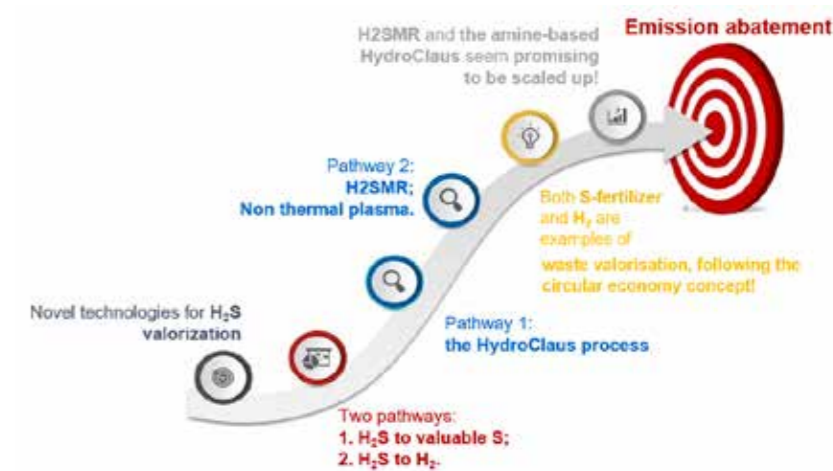 Emission abatement
H2SMR and the amine-based
HydroClaus seem promising
to be scaled up!
Pathway 2:
H2SMR;
Non thermal plasma.
Both S-fertilizer
and H₂ are
examples of
waste valorisation, following the
circular economy concept!
Novel technologies for H₂S
valorization
Pathway 1:
the HydroClaus process
Two pathways:
1. H₂S to valuable S;
2. H₂S to H₂.